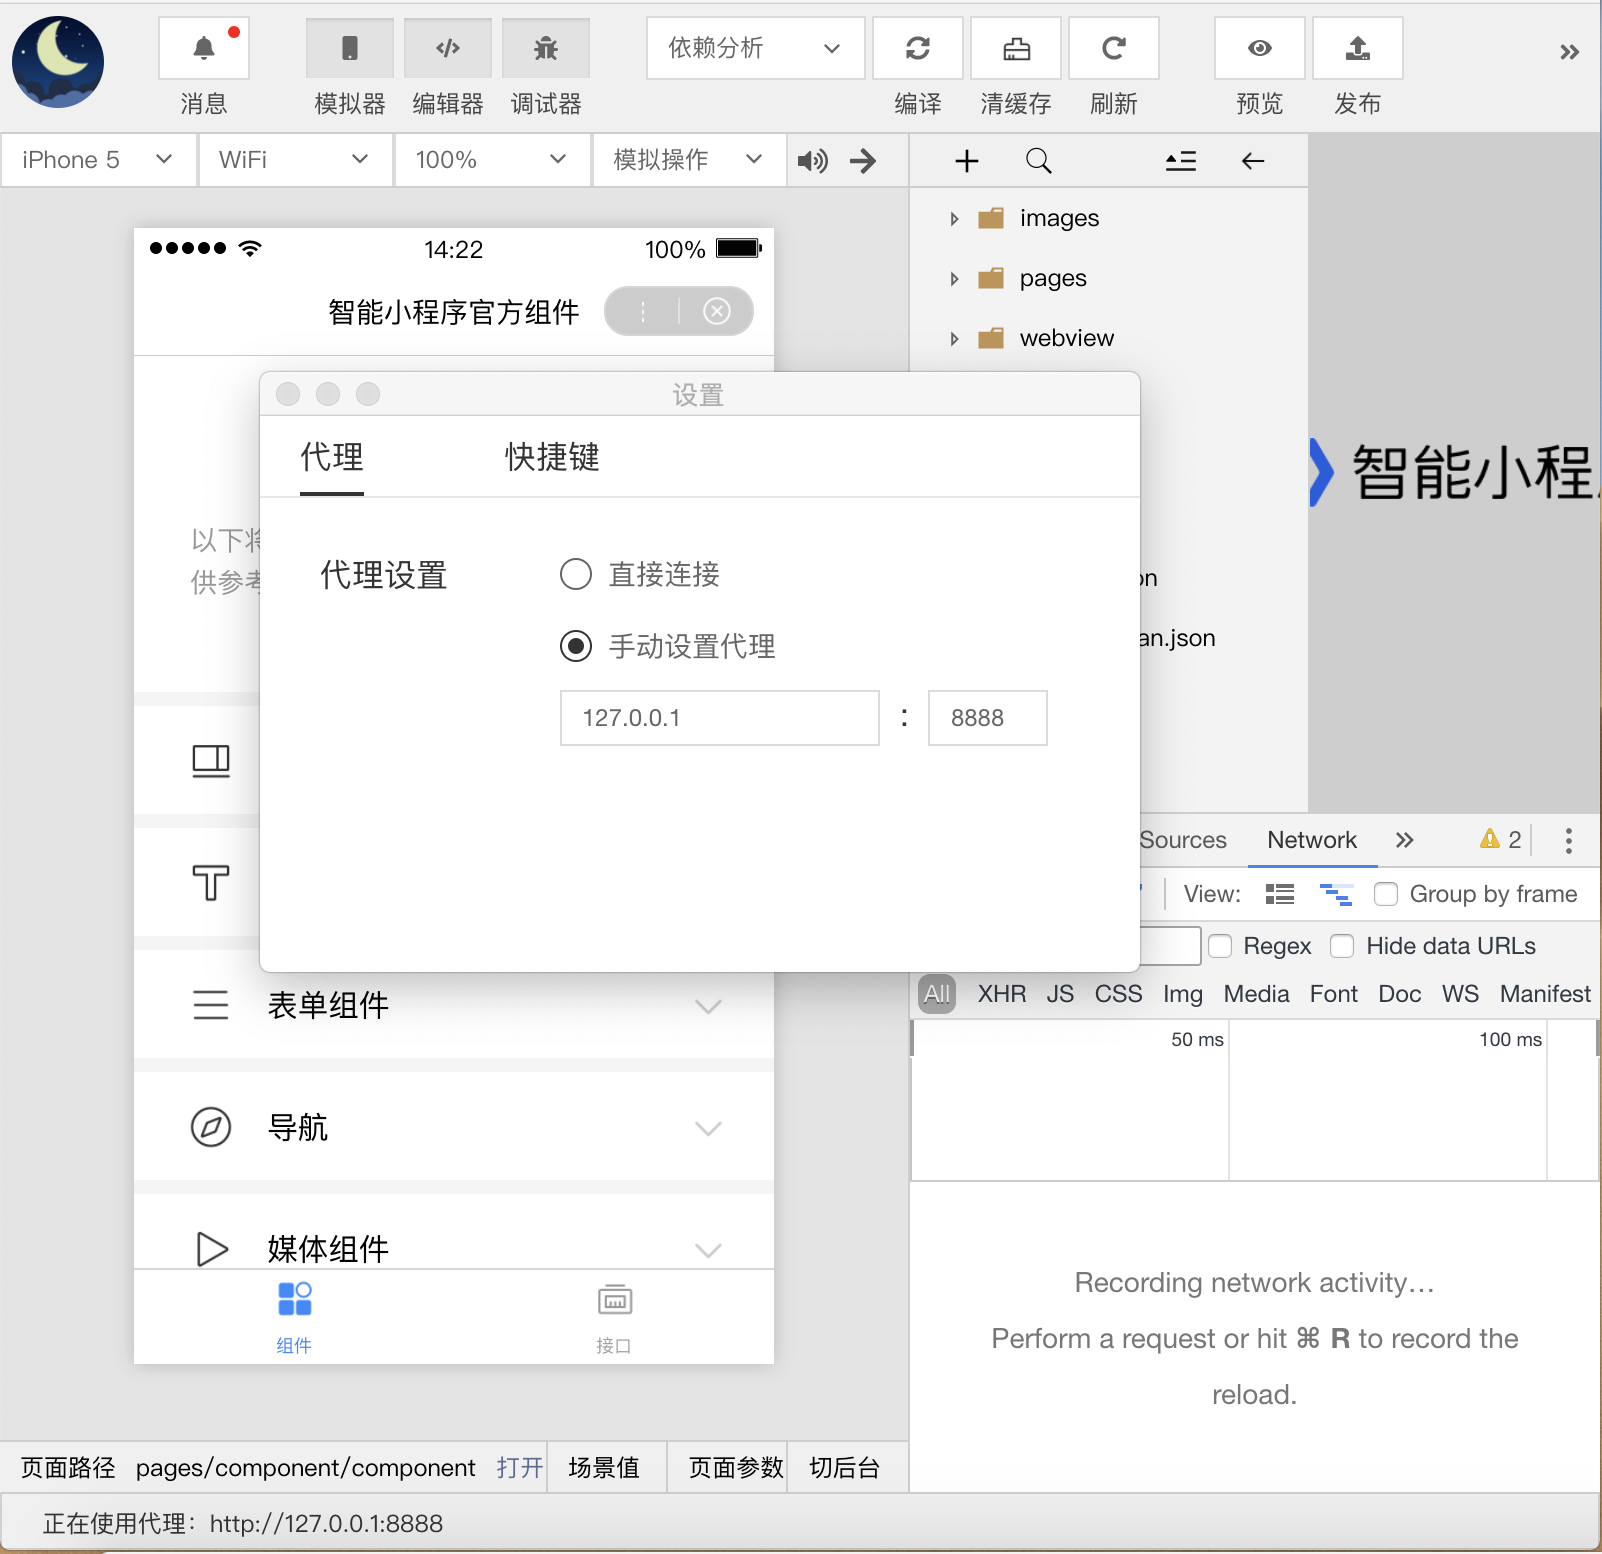 消息
模拟器
编辑器
调试器
依赖分析
编译
清缓存
刷新
预览
发布
iPhone 5
WiFi
100%
模拟操作
images
pages
webview
14:22
100%
智能小程序官方组件
设置
代理
快捷键
代理设置
直接连接
手动设置代理
127.0.0.1 : 8888
以下
供参
an.json
智能小程
表单组件
导航
媒体组件
组件
接口
Sources
Network
2
View:
Group by frame
Regex
Hide data URLs
All XHR JS CSS Img Media Font Doc WS Manifest
50 ms
100 ms
Recording network activity…
Perform a request or hit ⌘ R to record the
reload.
页面路径 pages/component/component 打开 场景值 页面参数 切后台
正在使用代理：http://127.0.0.1:8888